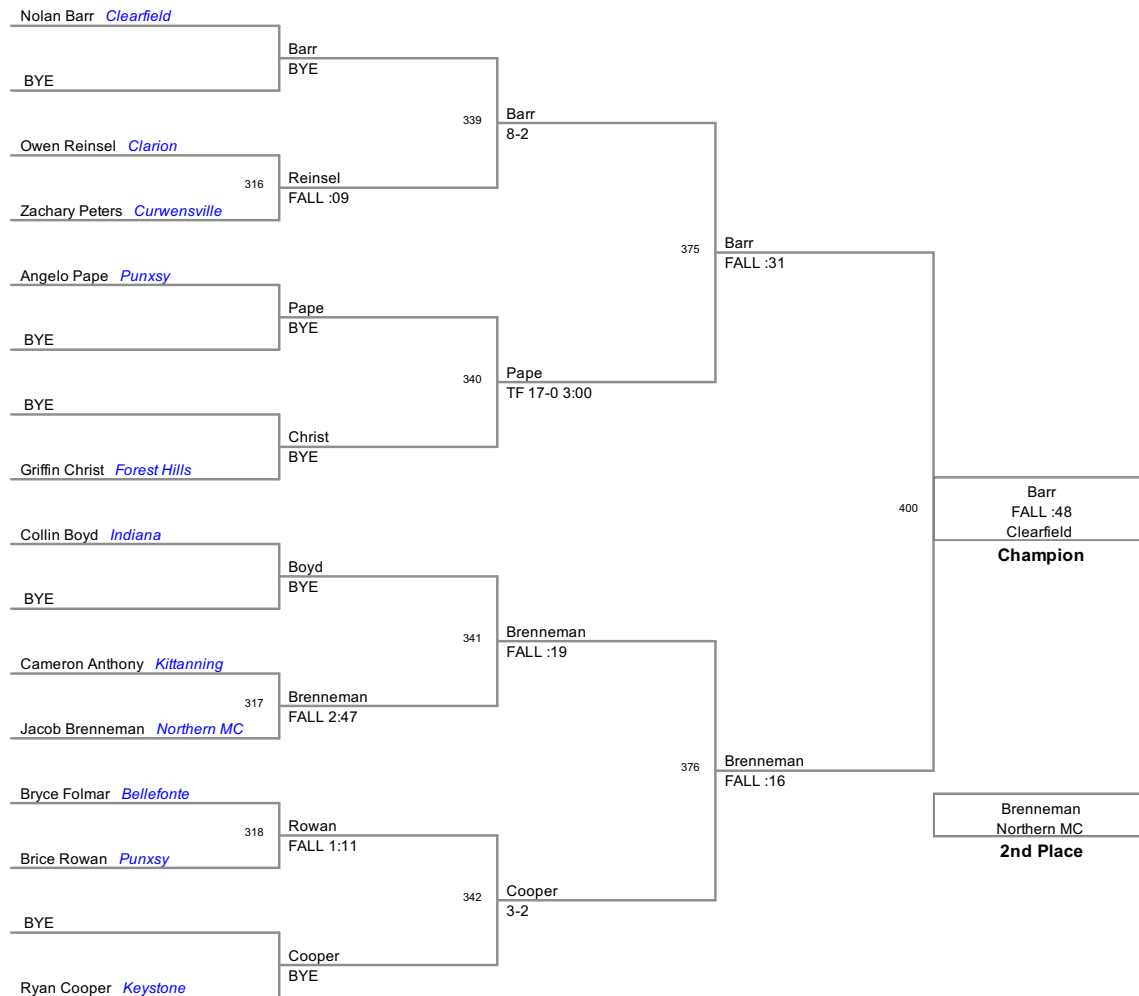 Nolan Barr Clearfield
BYE
Owen Reinsel Clarion
Zachary Peters Curwensville
Angelo Pape Punxsy
BYE
BYE
Griffin Christ Forest Hills
Collin Boyd Indiana
BYE
Cameron Anthony Kittanning
Jacob Brenneman Northern MC
Bryce Folmar Bellefonte
Brice Rowan Punxsy
BYE
Ryan Cooper Keystone
Barr
BYE
316
Reinsel
FALL :09
Pape
BYE
Christ
BYE
Boyd
BYE
317
Brenneman
FALL 2:47
318
Rowan
FALL 1:11
Cooper
BYE
339
Barr
8-2
340
Pape
TF 17-0 3:00
341
Brenneman
FALL :19
342
Cooper
3-2
375
Barr
FALL :31
376
Brenneman
FALL :16
400
Barr
FALL :48
Clearfield
Champion
Brenneman
Northern MC
2nd Place